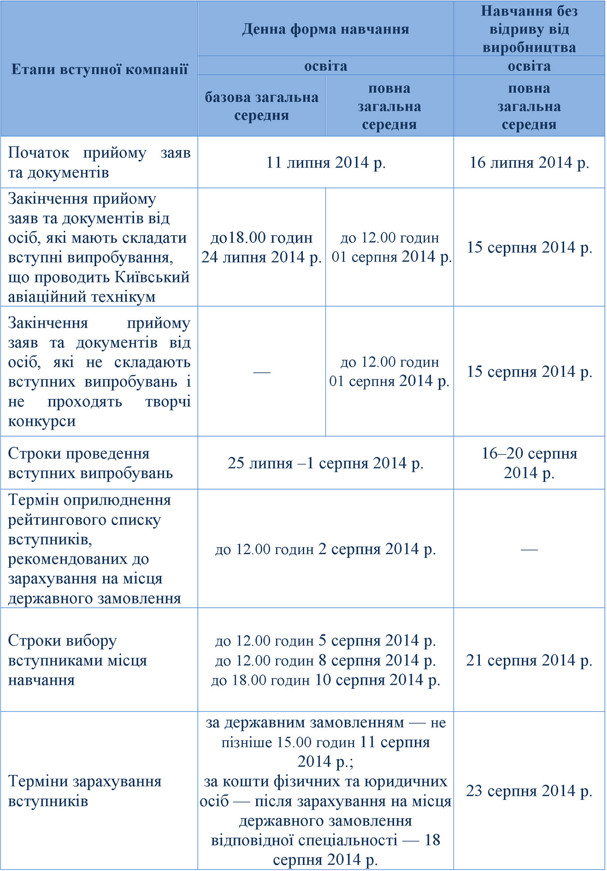 Етапи вступної компанії
Денна форма навчання
Навчання без
відриву від
виробництва
освіта
освіта
базова загальна
середня
повна
загальна
середня
повна
загальна
середня
Початок прийому заяв
та документів
11 липня 2014 р.
16 липня 2014 р.
Закінчення прийому
заяв та документів від
осіб, які мають складати
вступні випробування,
що проводить Київський
авіаційний технікум
до18.00 годин
24 липня 2014 р.
до 12.00 годин
01 серпня 2014 р.
15 серпня 2014 р.
Закінчення прийому
заяв та документів від
осіб, які не складають
вступних випробувань і
не проходять творчі
конкурси
—
до 12.00 годин
01 серпня 2014 р.
15 серпня 2014 р.
Строки проведення
вступних випробувань
25 липня –1 серпня 2014 р.
16–20 серпня
2014 р.
Термін оприлюднення
рейтингового списку
вступників,
рекомендованих до
зарахування на місця
державного замовлення
до 12.00 годин 2 серпня 2014 р.
—
Строки вибору
вступниками місця
навчання
до 12.00 годин 5 серпня 2014 р.
до 12.00 годин 8 серпня 2014 р.
до 18.00 годин 10 серпня 2014 р.
21 серпня 2014 р.
Терміни зарахування
вступників
за державним замовленням — не
пізніше 15.00 годин 11 серпня
2014 р.;
за кошти фізичних та юридичних
осіб — після зарахування на місця
державного замовлення
відповідної спеціальності — 18
серпня 2014 р.
23 серпня 2014 р.